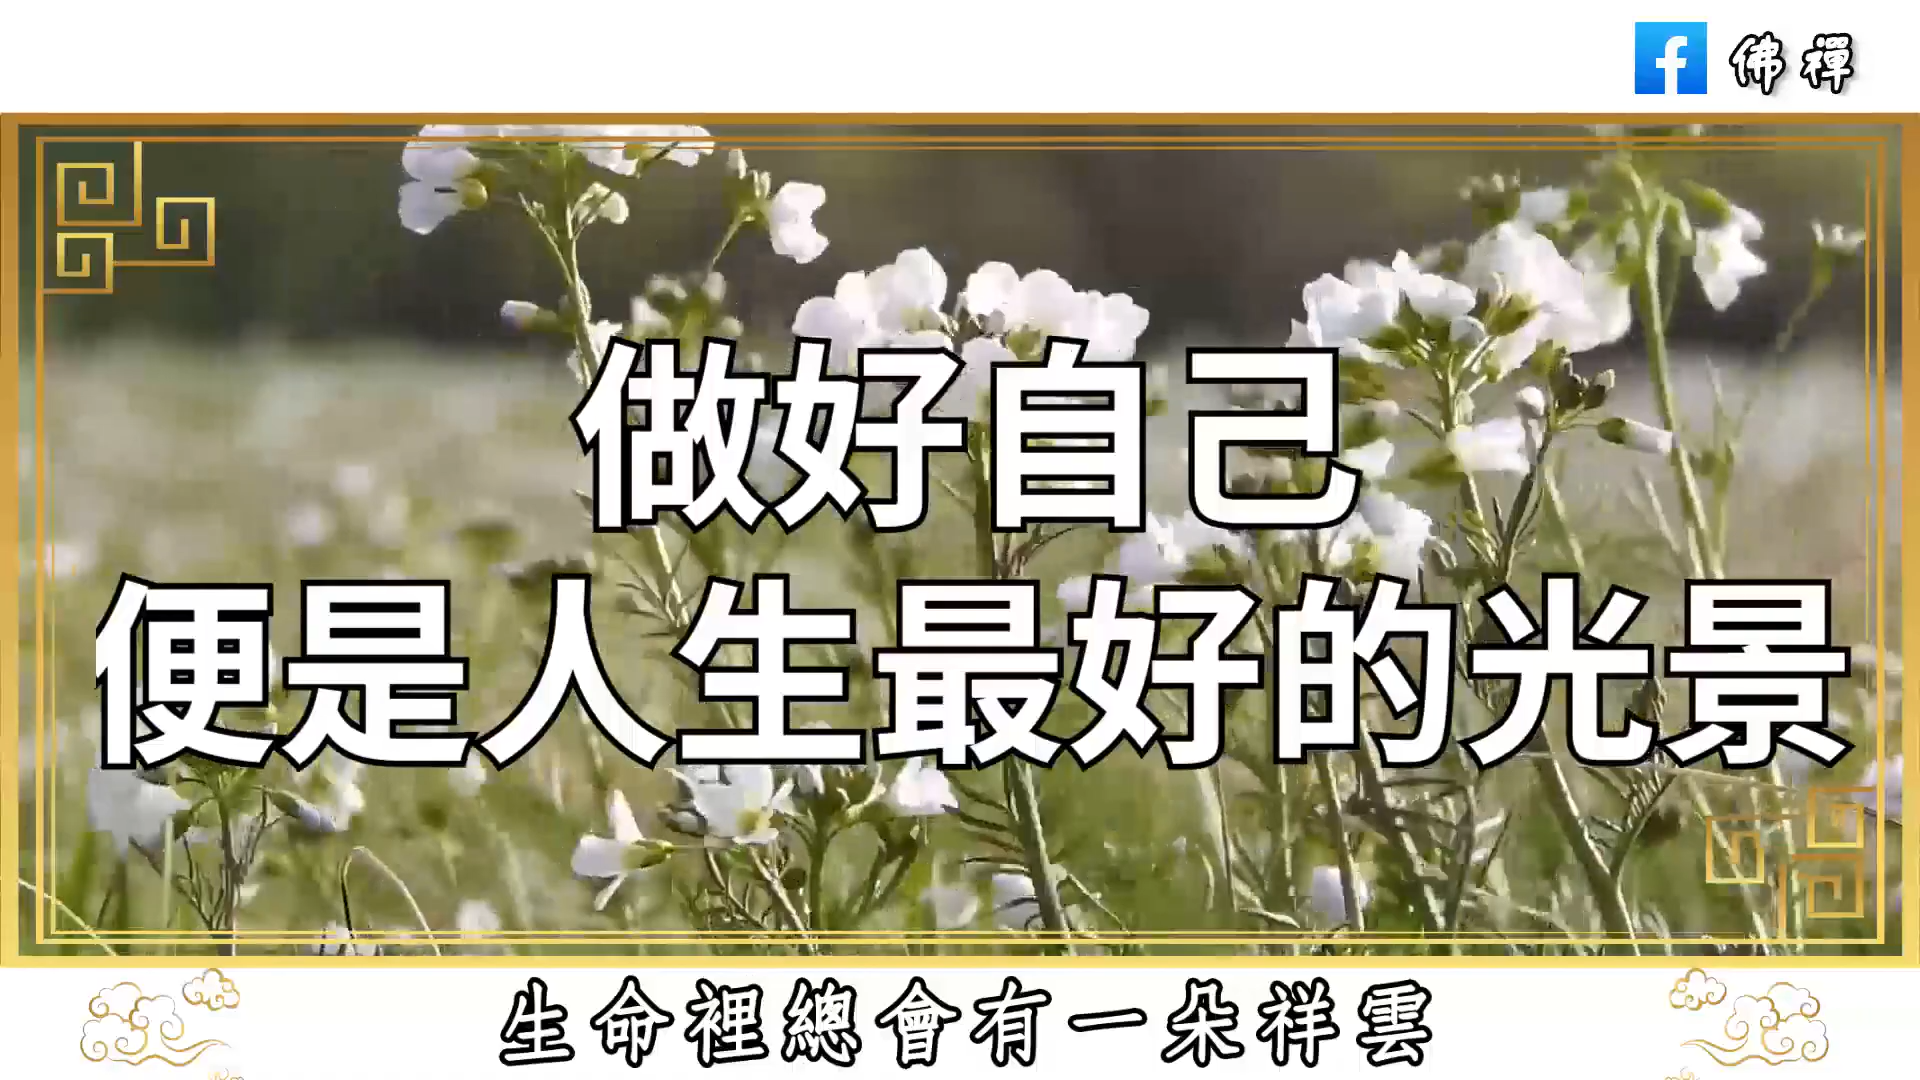 佛禪
做好自己
便是人生最好的光景
生命裡總會有一朵祥雲